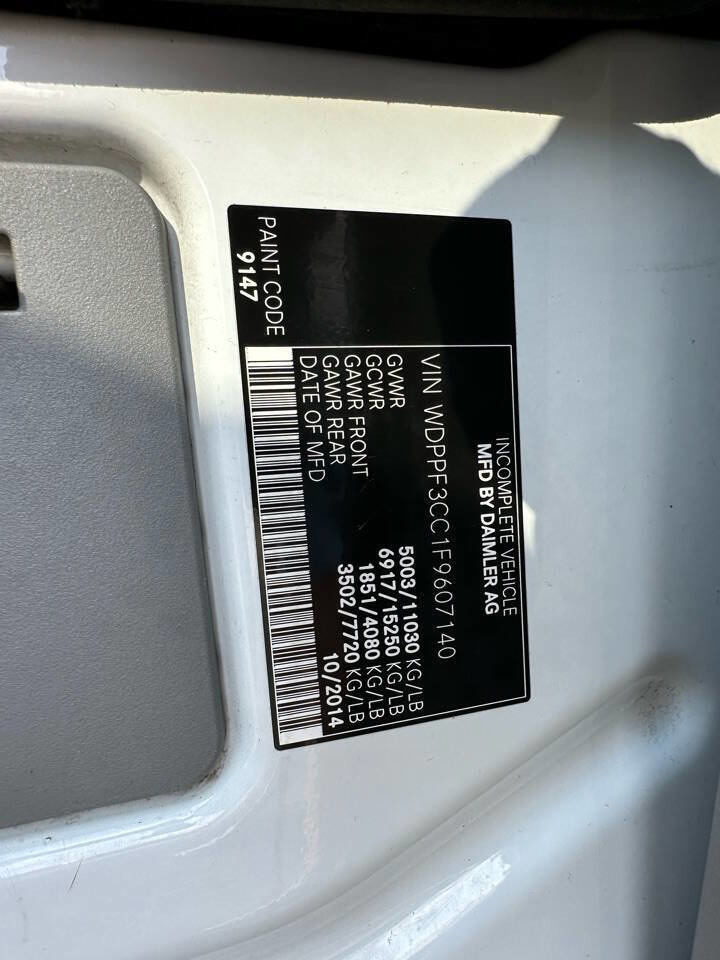 INCOMPLETE VEHICLE
MFD BY DAIMLER AG
VIN WDPPF3CC1F9607140
GVWR 5003/11030 KG/LB
GCWR 6917/15250 KG/LB
GAWR FRONT 1851/4080 KG/LB
GAWR REAR 3502/7720 KG/LB
DATE OF MFD 10/2014
PAINT CODE
9147